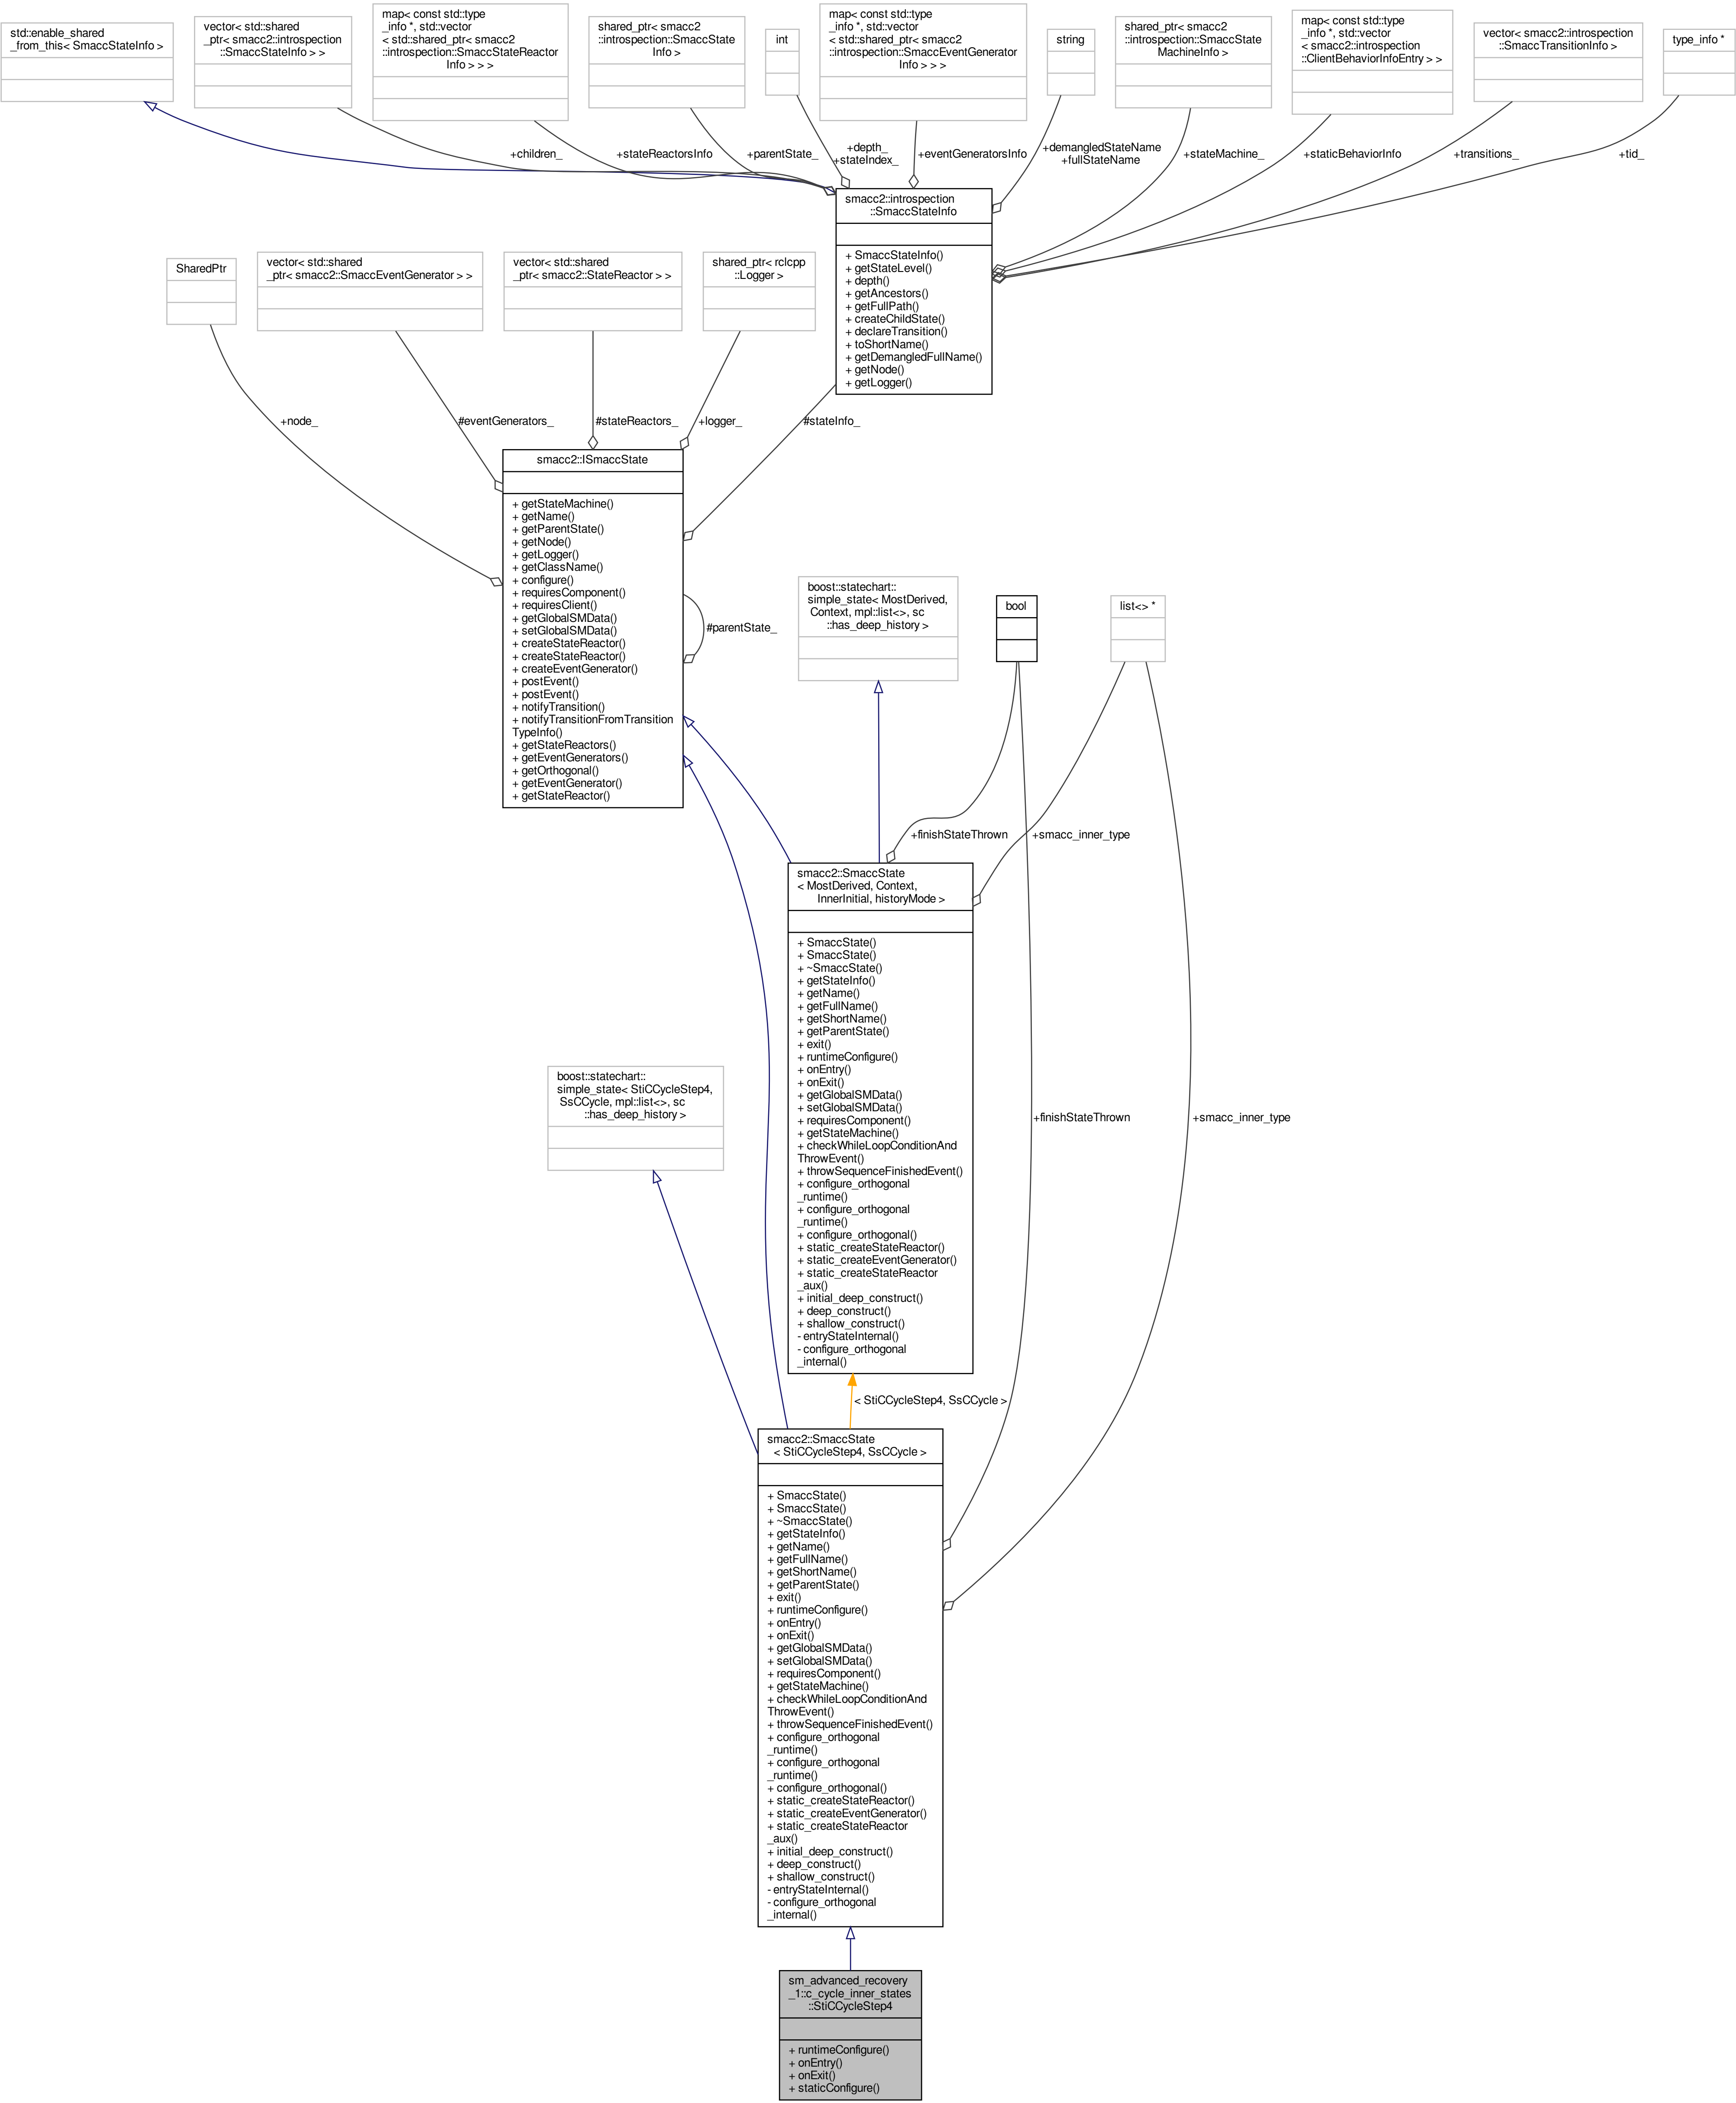 std::enable_shared
_from_this< SmaccStateInfo >
vector< std::shared
_ptr< smacc2::introspection
::SmaccStateInfo > >
map< const std::type
_info *, std::vector
< std::shared_ptr< smacc2
::introspection::SmaccStateReactor
Info > > >
shared_ptr< smacc2
::introspection::SmaccState
Info >
int
map< const std::type
_info *, std::vector
< std::shared_ptr< smacc2
::introspection::SmaccEventGenerator
Info > > >
string
shared_ptr< smacc2
::introspection::SmaccState
MachineInfo >
map< const std::type
_info *, std::vector
< smacc2::introspection
::ClientBehaviorInfoEntry > >
vector< smacc2::introspection
::SmaccTransitionInfo >
type_info *
+children_
+stateReactorsInfo
+parentState_
+depth_
+stateIndex_
+eventGeneratorsInfo
+demangledStateName
+fullStateName
+stateMachine_
+staticBehaviorInfo
+transitions_
+tid_
smacc2::introspection
::SmaccStateInfo
+ SmaccStateInfo()
+ getStateLevel()
+ depth()
+ getAncestors()
+ getFullPath()
+ createChildState()
+ declareTransition()
+ toShortName()
+ getDemangledFullName()
+ getNode()
+ getLogger()
SharedPtr
vector< std::shared
_ptr< smacc2::SmaccEventGenerator > >
vector< std::shared
_ptr< smacc2::StateReactor > >
shared_ptr< rclcpp
::Logger >
+node_
#eventGenerators_
#stateReactors_
+logger_
#stateInfo_
smacc2::ISmaccState
+ getStateMachine()
+ getName()
+ getParentState()
+ getNode()
+ getLogger()
+ getClassName()
+ configure()
+ requiresComponent()
+ requiresClient()
+ getGlobalSMData()
+ setGlobalSMData()
+ createStateReactor()
+ createStateReactor()
+ createEventGenerator()
+ postEvent()
+ postEvent()
+ notifyTransition()
+ notifyTransitionFromTransition
TypeInfo()
+ getStateReactors()
+ getEventGenerators()
+ getOrthogonal()
+ getEventGenerator()
+ getStateReactor()
#parentState_
boost::statechart::
simple_state< MostDerived,
Context, mpl::list<>, sc
::has_deep_history >
bool
list<> *
+finishStateThrown
+smacc_inner_type
smacc2::SmaccState
< MostDerived, Context,
InnerInitial, historyMode >
+ SmaccState()
+ SmaccState()
+ ~SmaccState()
+ getStateInfo()
+ getName()
+ getFullName()
+ getShortName()
+ getParentState()
+ exit()
+ runtimeConfigure()
+ onEntry()
+ onExit()
+ getGlobalSMData()
+ setGlobalSMData()
+ requiresComponent()
+ getStateMachine()
+ checkWhileLoopConditionAnd
ThrowEvent()
+ throwSequenceFinishedEvent()
+ configure_orthogonal
_runtime()
+ configure_orthogonal
_runtime()
+ configure_orthogonal()
+ static_createStateReactor()
+ static_createEventGenerator()
+ static_createStateReactor
_aux()
+ initial_deep_construct()
+ deep_construct()
+ shallow_construct()
- entryStateInternal()
- configure_orthogonal
_internal()
boost::statechart::
simple_state< StiCCycleStep4,
SsCCycle, mpl::list<>, sc
::has_deep_history >
+finishStateThrown
+smacc_inner_type
< StiCCycleStep4, SsCCycle >
smacc2::SmaccState
< StiCCycleStep4, SsCCycle >
+ SmaccState()
+ SmaccState()
+ ~SmaccState()
+ getStateInfo()
+ getName()
+ getFullName()
+ getShortName()
+ getParentState()
+ exit()
+ runtimeConfigure()
+ onEntry()
+ onExit()
+ getGlobalSMData()
+ setGlobalSMData()
+ requiresComponent()
+ getStateMachine()
+ checkWhileLoopConditionAnd
ThrowEvent()
+ throwSequenceFinishedEvent()
+ configure_orthogonal
_runtime()
+ configure_orthogonal
_runtime()
+ configure_orthogonal()
+ static_createStateReactor()
+ static_createEventGenerator()
+ static_createStateReactor
_aux()
+ initial_deep_construct()
+ deep_construct()
+ shallow_construct()
- entryStateInternal()
- configure_orthogonal
_internal()
sm_advanced_recovery
_1::c_cycle_inner_states
::StiCCycleStep4
+ runtimeConfigure()
+ onEntry()
+ onExit()
+ staticConfigure()